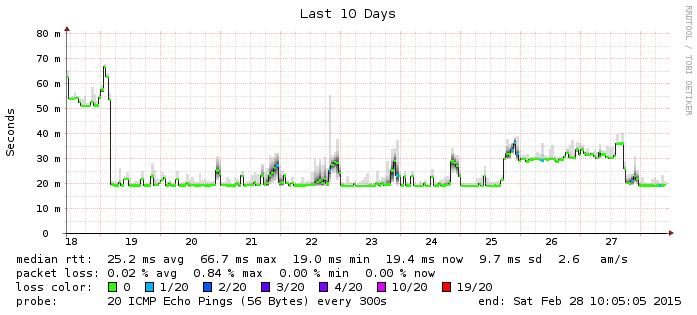 Last 10 Days
RRDTOOL / TOBI OETIKER
Seconds
80 m
70 m
60 m
50 m
40 m
30 m
20 m
10 m
0
18 19 20 21 22 23 24 25 26 27
median rtt: 25.2 ms avg 66.7 ms max 19.0 ms min 19.4 ms now 9.7 ms sd 2.6 am/s
packet loss: 0.02 % avg 0.84 % max 0.00 % min 0.00 % now
loss color: 0 1/20 2/20 3/20 4/20 10/20 19/20
probe: 20 ICMP Echo Pings (56 Bytes) every 300s end: Sat Feb 28 10:05:05 2015